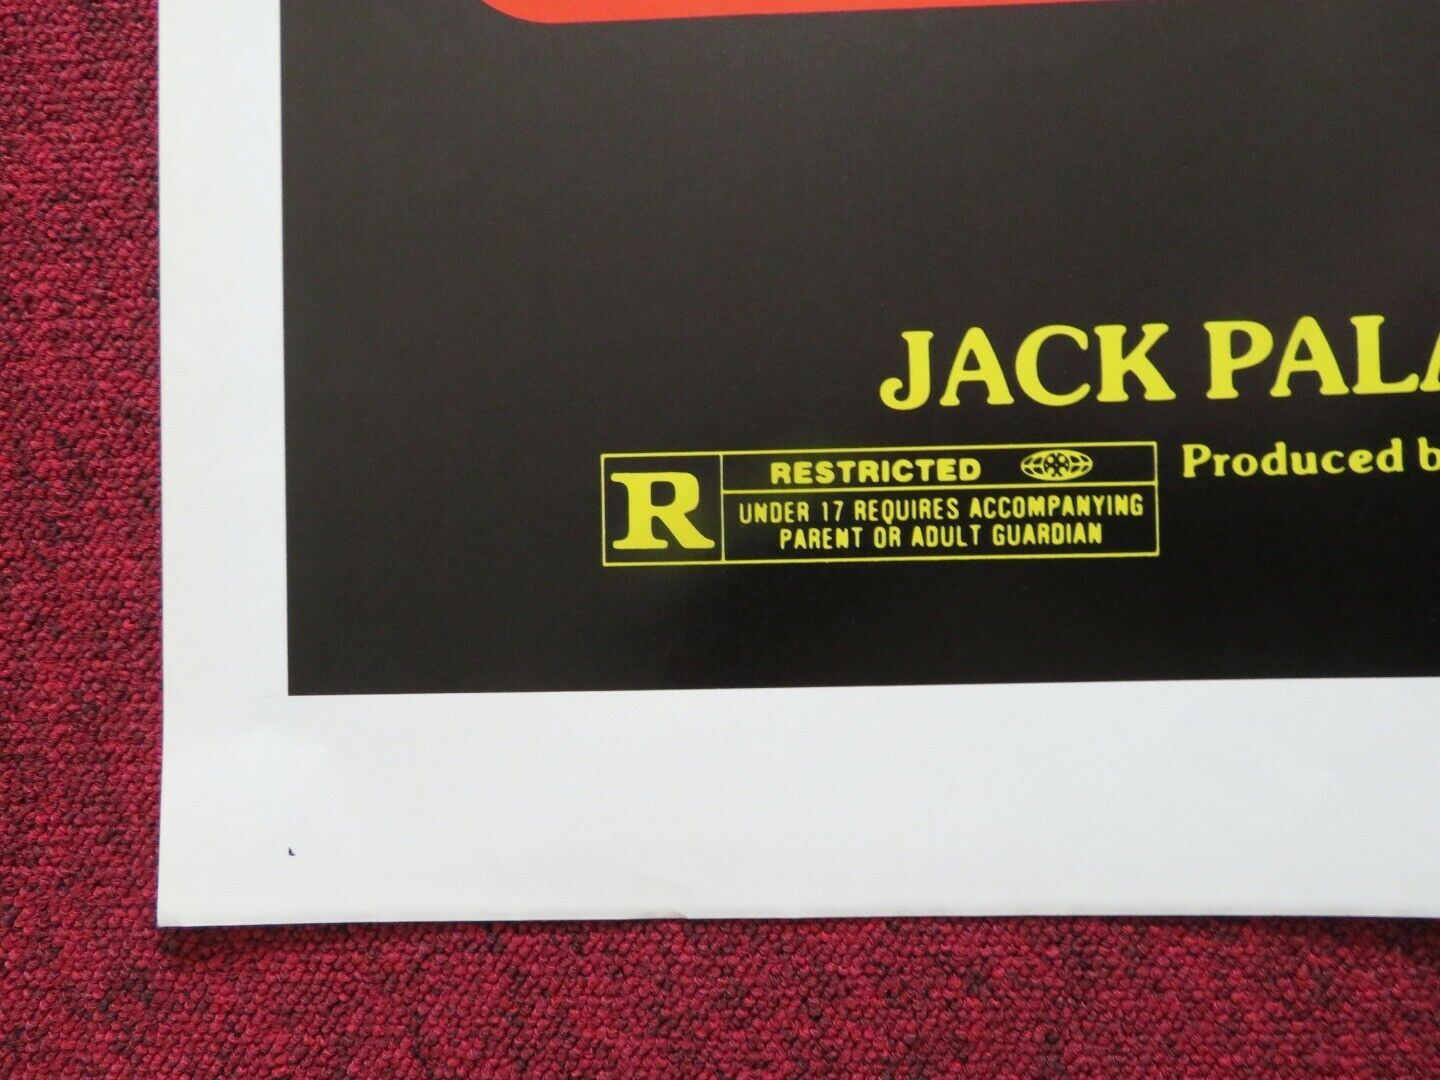 JACK PALA
Produced b
R
RESTRICTED
UNDER 17 REQUIRES ACCOMPANYING
PARENT OR ADULT GUARDIAN